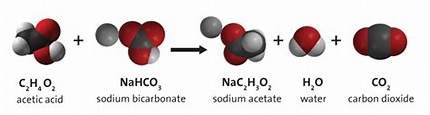 + + +
C₂H₄O₂ NaHCO₃ NaC₂H₃O₂ H₂O CO₂
acetic acid sodium bicarbonate sodium acetate water carbon dioxide